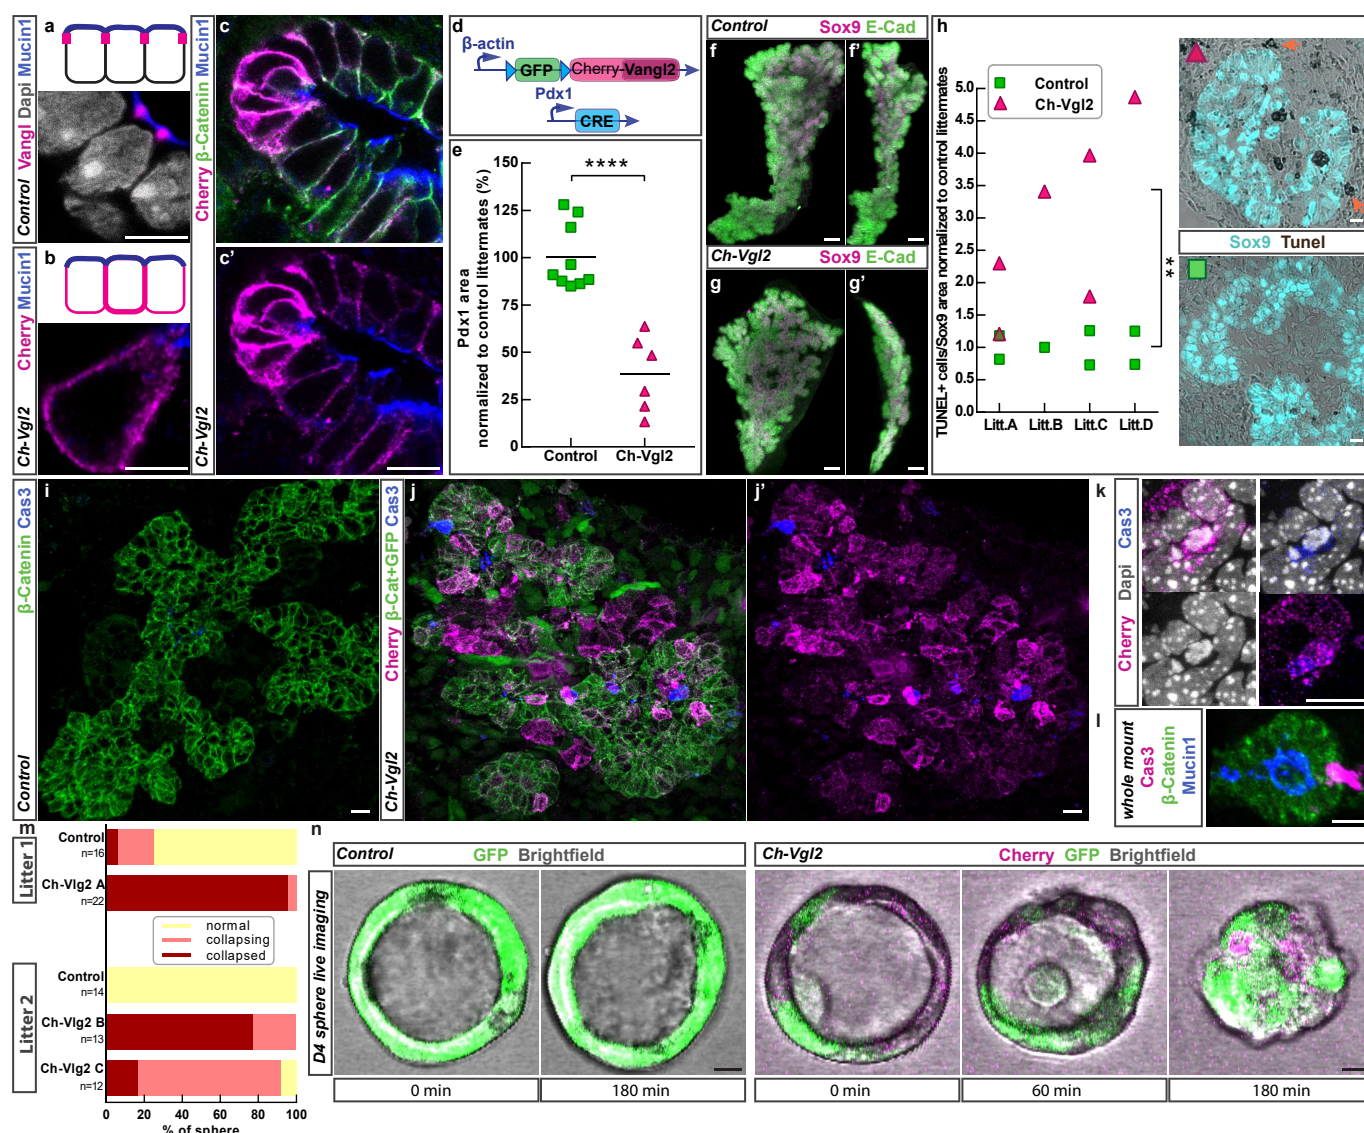 a
Control Vangl Dapi Mucin1
b
Ch-Vgl2 Cherry Mucin1
c
Cherry β-Catenin Mucin1
c'
Ch-Vgl2
d
β-actin
GFP
Cherry-Vangl2
Pdx1
CRE
e
Pdx1 area
normalized to control littermates (%)
150
125
100
75
50
25
0
****
Control
Ch-Vgl2
Control Sox9 E-Cad
f
f'
Ch-Vgl2 Sox9 E-Cad
g
g'
h
TUNEL+ cells/Sox9 area normalized to control littermates
Control
Ch-Vgl2
5.0
4.5
4.0
3.5
3.0
2.5
2.0
1.5
1.0
0.5
0.0
Litt.A
Litt.B
Litt.C
Litt.D
**
Sox9 Tunel
i
Control β-Catenin Cas3
j
Ch-Vgl2 Cherry β-Cat+GFP Cas3
j'
k
Cherry Dapi Cas3
l
whole mount
Cas3
β-Catenin
Mucin1
m
Litter 1
Control
n=16
Ch-Vlg2 A
n=22
normal
collapsing
collapsed
Litter 2
Control
n=14
Ch-Vlg2 B
n=13
Ch-Vlg2 C
n=12
0 20 40 60 80 100
% of sphere
n
D4 sphere live imaging
Control GFP Brightfield
0 min
180 min
Ch-Vgl2 Cherry GFP Brightfield
0 min
60 min
180 min